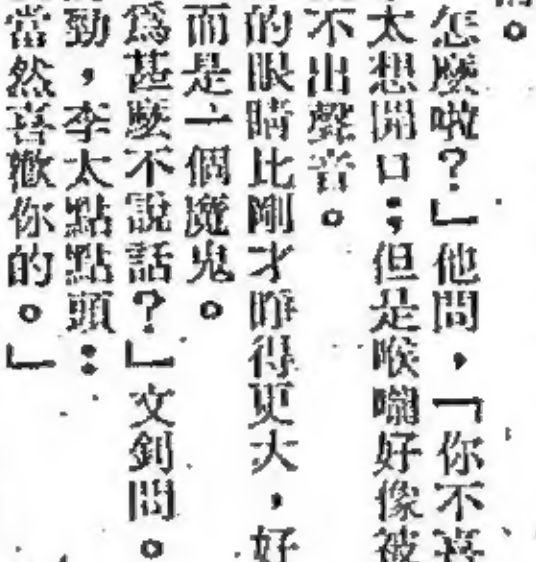 。
怎麼啦？」他問，「你不喜
太想開口；但是喉嚨好像被
不出聲音。
的眼睛比剛才睜得更大，好
而是一個魔鬼。
爲甚麼不說話？」文釗問。
勁，李太點點頭：
當然喜歡你的。」